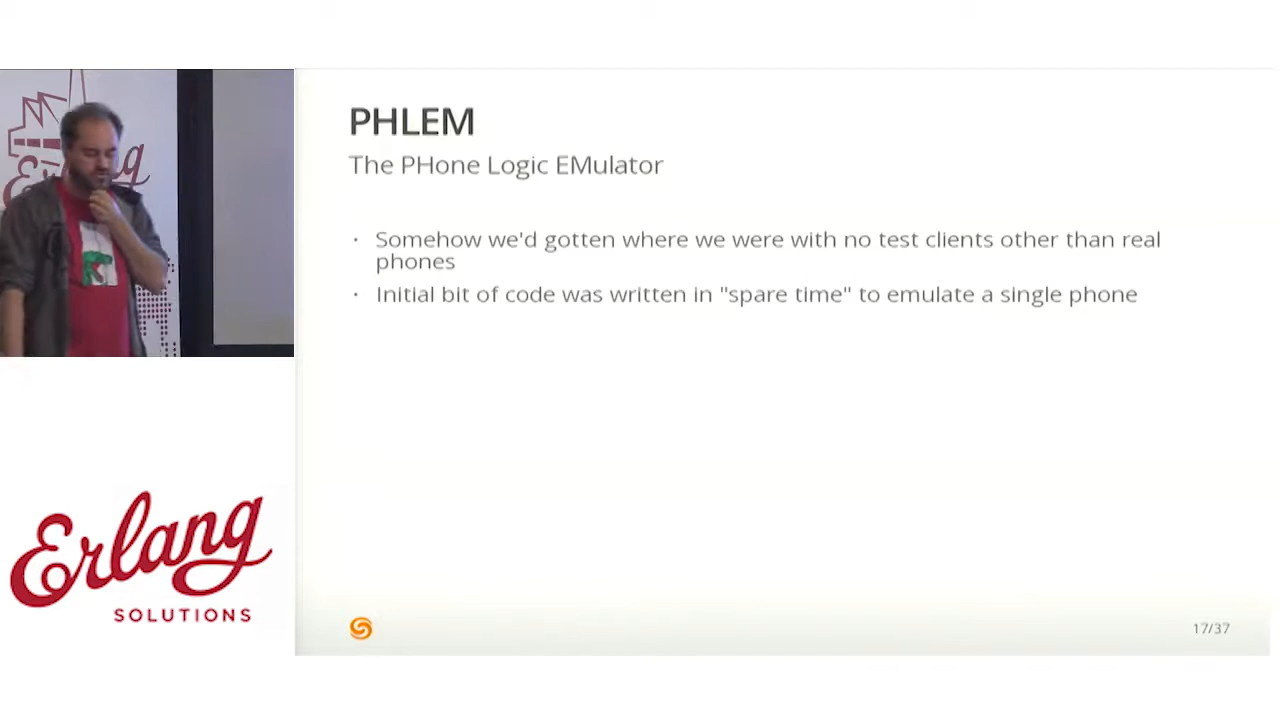 PHLEM
The PHone Logic EMulator
· Somehow we'd gotten where we were with no test clients other than real
phones
· Initial bit of code was written in "spare time" to emulate a single phone
17/37
Erlang
Erlang
SOLUTIONS